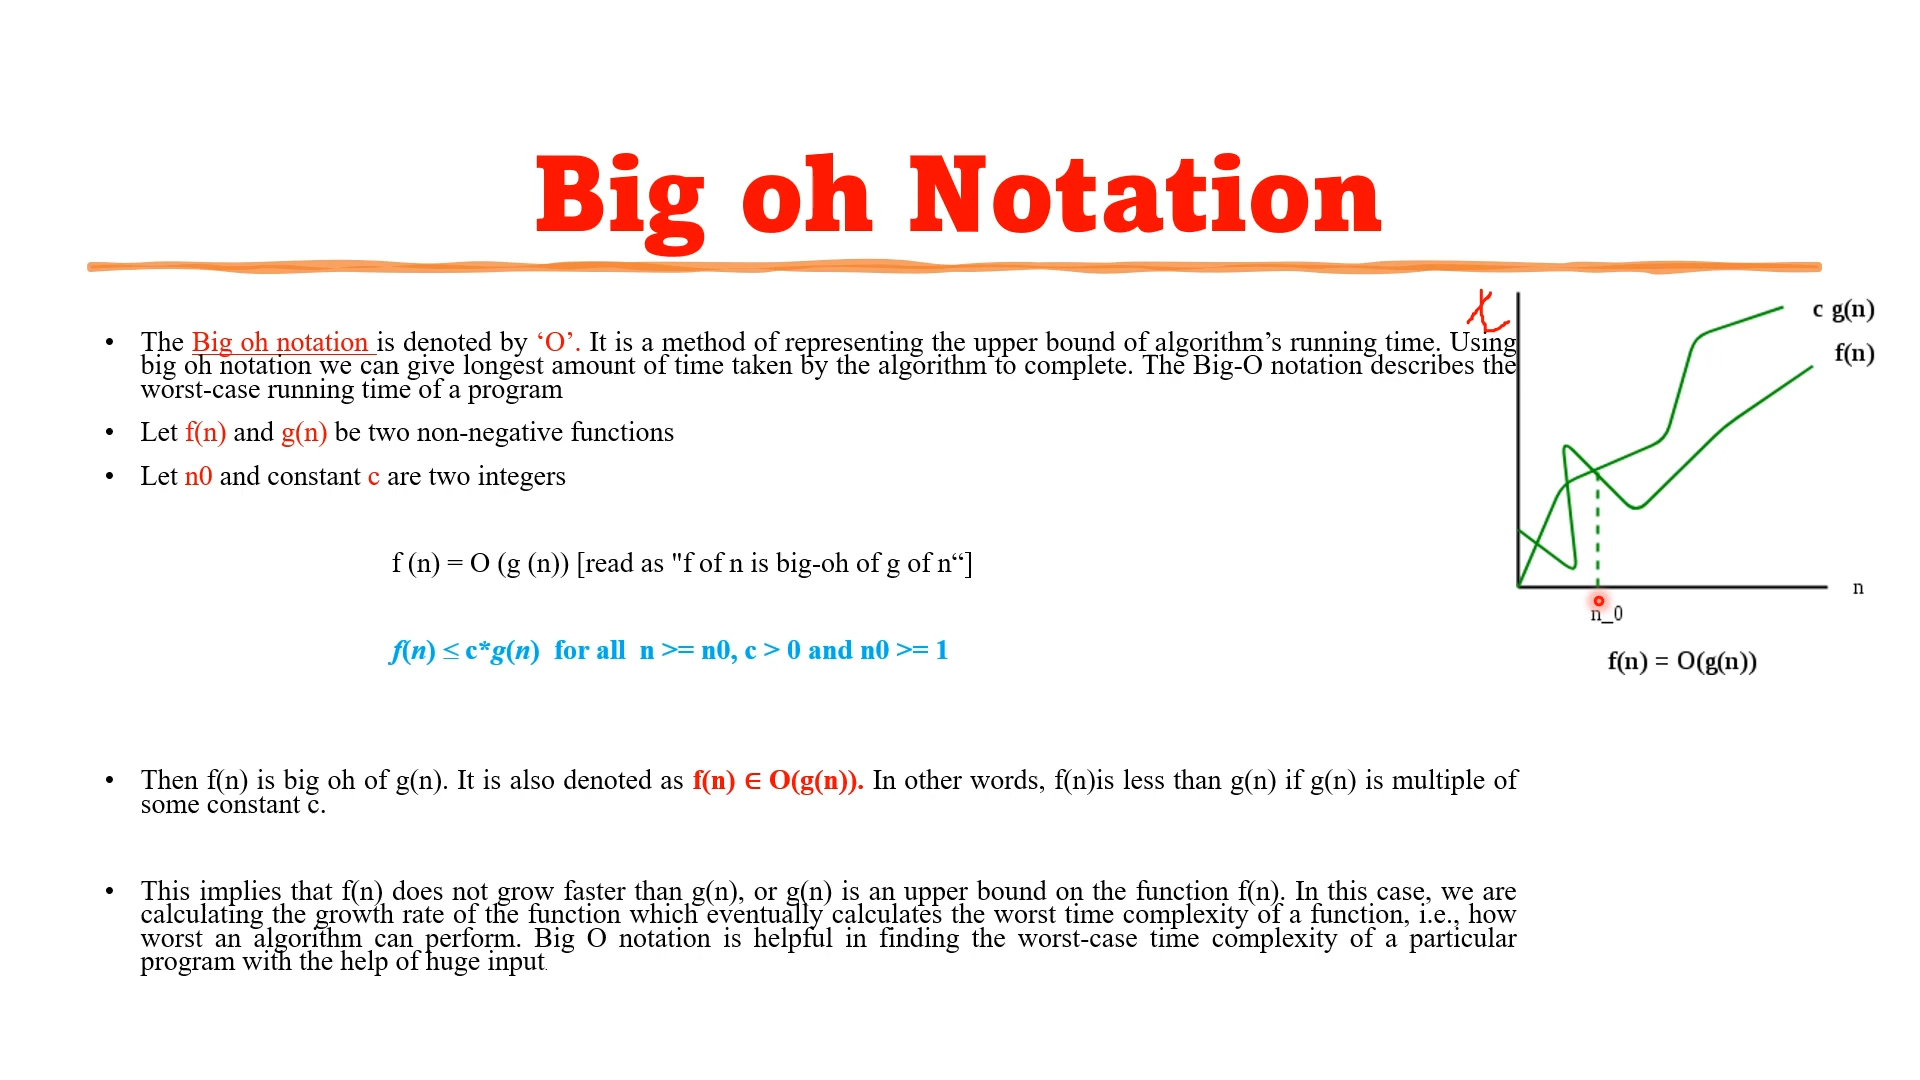 Big oh Notation
• The Big oh notation is denoted by ‘O’. It is a method of representing the upper bound of algorithm’s running time. Using
big oh notation we can give longest amount of time taken by the algorithm to complete. The Big-O notation describes the
worst-case running time of a program
• Let f(n) and g(n) be two non-negative functions
• Let n0 and constant c are two integers
f (n) = O (g (n)) [read as "f of n is big-oh of g of n“]
f(n) ≤ c*g(n) for all n >= n0, c > 0 and n0 >= 1
• Then f(n) is big oh of g(n). It is also denoted as f(n) ∈ O(g(n)). In other words, f(n)is less than g(n) if g(n) is multiple of
some constant c.
• This implies that f(n) does not grow faster than g(n), or g(n) is an upper bound on the function f(n). In this case, we are
calculating the growth rate of the function which eventually calculates the worst time complexity of a function, i.e., how
worst an algorithm can perform. Big O notation is helpful in finding the worst-case time complexity of a particular
program with the help of huge input.
t
c g(n)
f(n)
n
n_0
f(n) = O(g(n))